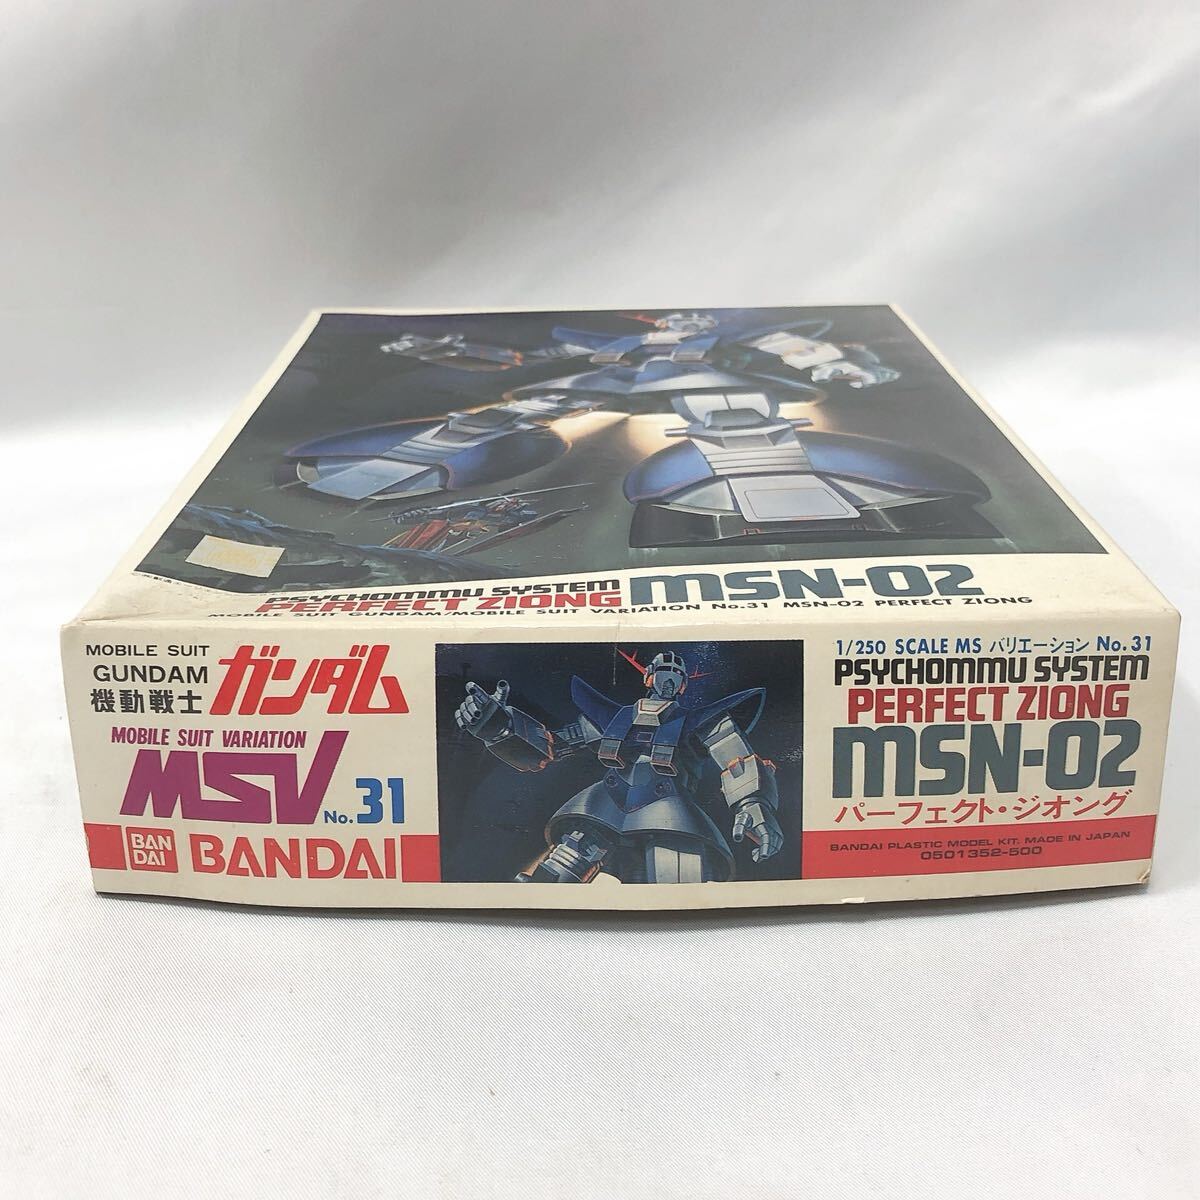 PSYCHOMMU SYSTEM
PERFECT ZIONG
MSN-02
MOBILE SUIT GUNDAM/MOBILE SUIT VARIATION No.31 MSN-02 PERFECT ZIONG
MOBILE SUIT
GUNDAM
機動戦士
ガンダム
MOBILE SUIT VARIATION
MSV
No.31
BAN
DAI
BANDAI
1/250 SCALE MS バリエーション No.31
PSYCHOMMU SYSTEM
PERFECT ZIONG
MSN-02
パーフェクト・ジオング
BANDAI PLASTIC MODEL KIT. MADE IN JAPAN
0501352-500